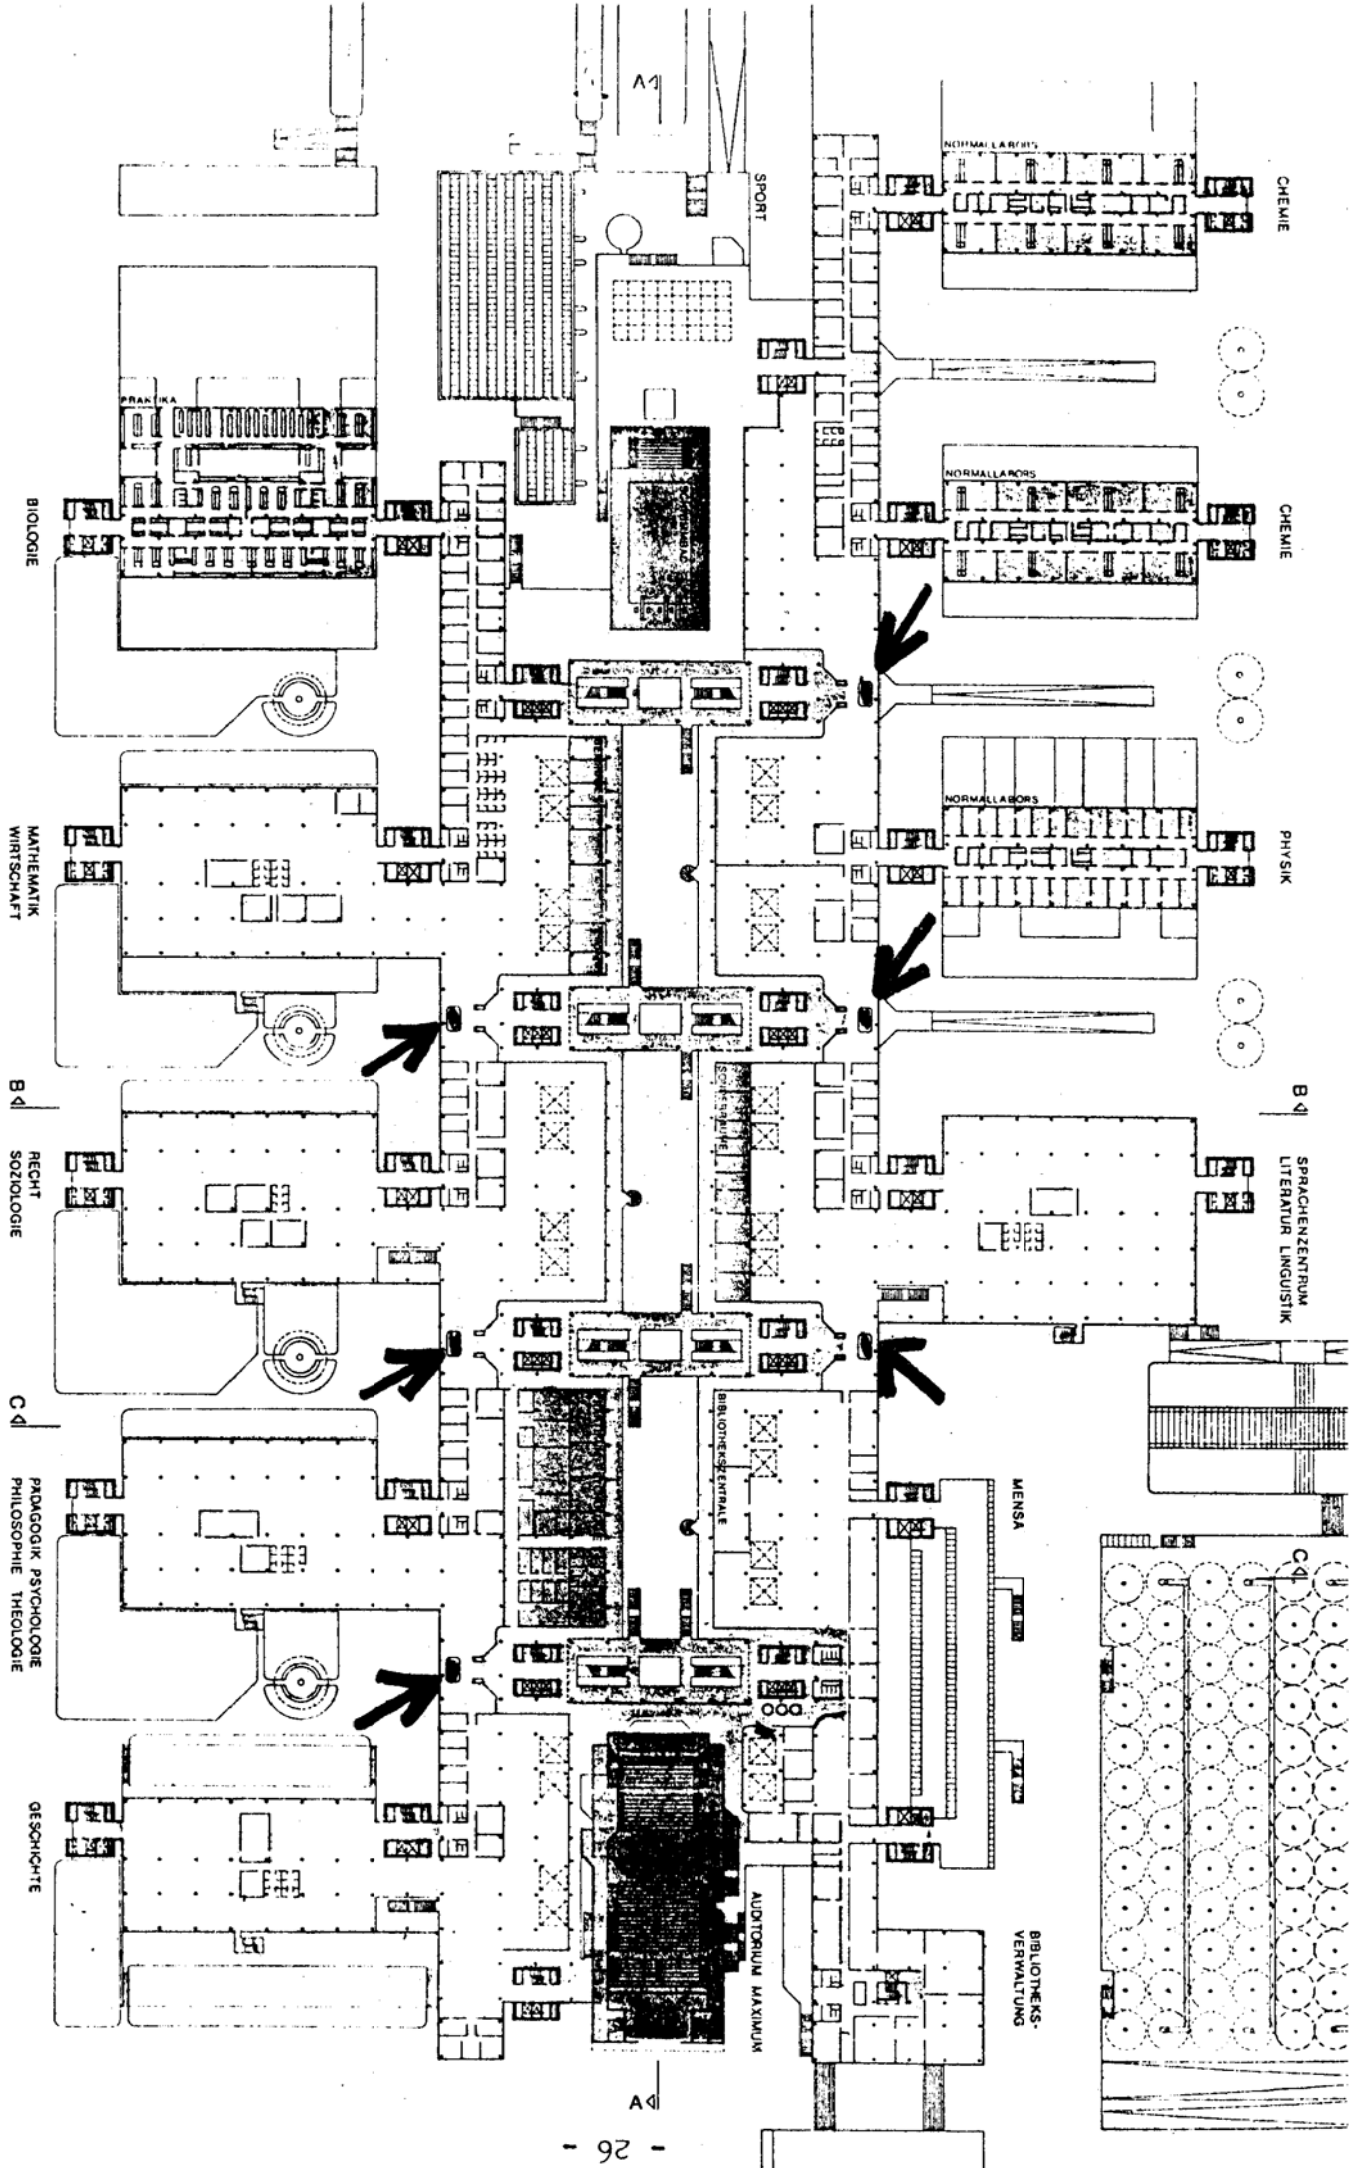 A
SPORT
NORMALLABORS
CHEMIE
PRAKTIKA
BIOLOGIE
NORMALLABORS
CHEMIE
NORMALLABORS
PHYSIK
MATHEMATIK
WIRTSCHAFT
B
B
RECHT
SOZIOLOGIE
SPRACHENZENTRUM
LITERATUR LINGUISTIK
C
BIBLIOTHEKSZENTRALE
MENSA
C
PÄDAGOGIK PSYCHOLOGIE
PHILOSOPHIE THEOLOGIE
GESCHICHTE
AUDITORIUM MAXIMUM
BIBLIOTHEKS-
VERWALTUNG
A
- 26 -